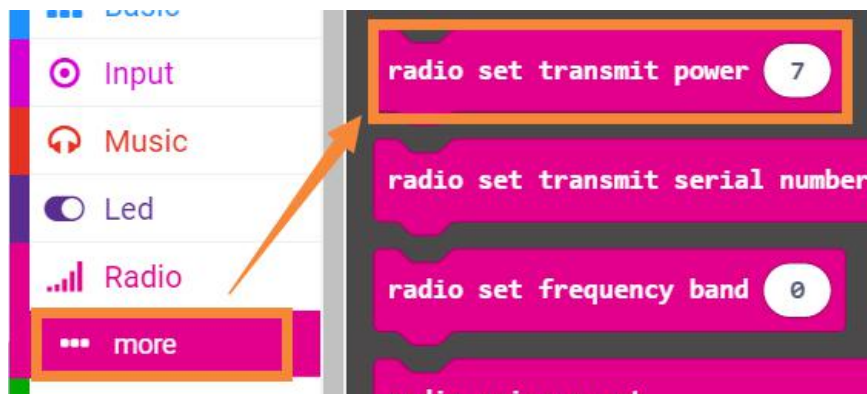 Basic
Input
Music
Led
Radio
more
radio set transmit power 7
radio set transmit serial number
radio set frequency band 0